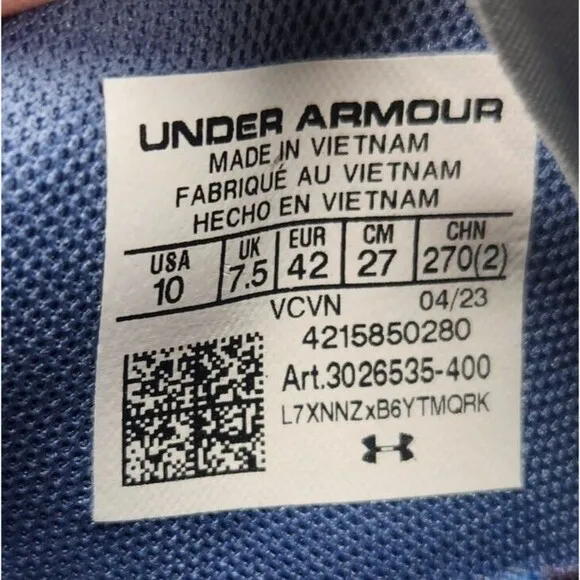 UNDER ARMOUR
MADE IN VIETNAM
FABRIQUÉ AU VIETNAM
HECHO EN VIETNAM
USA UK EUR CM CHN
10 7.5 42 27 270(2)
VCVN 04/23
4215850280
Art.3026535-400
L7XNNZxB6YTMQRK